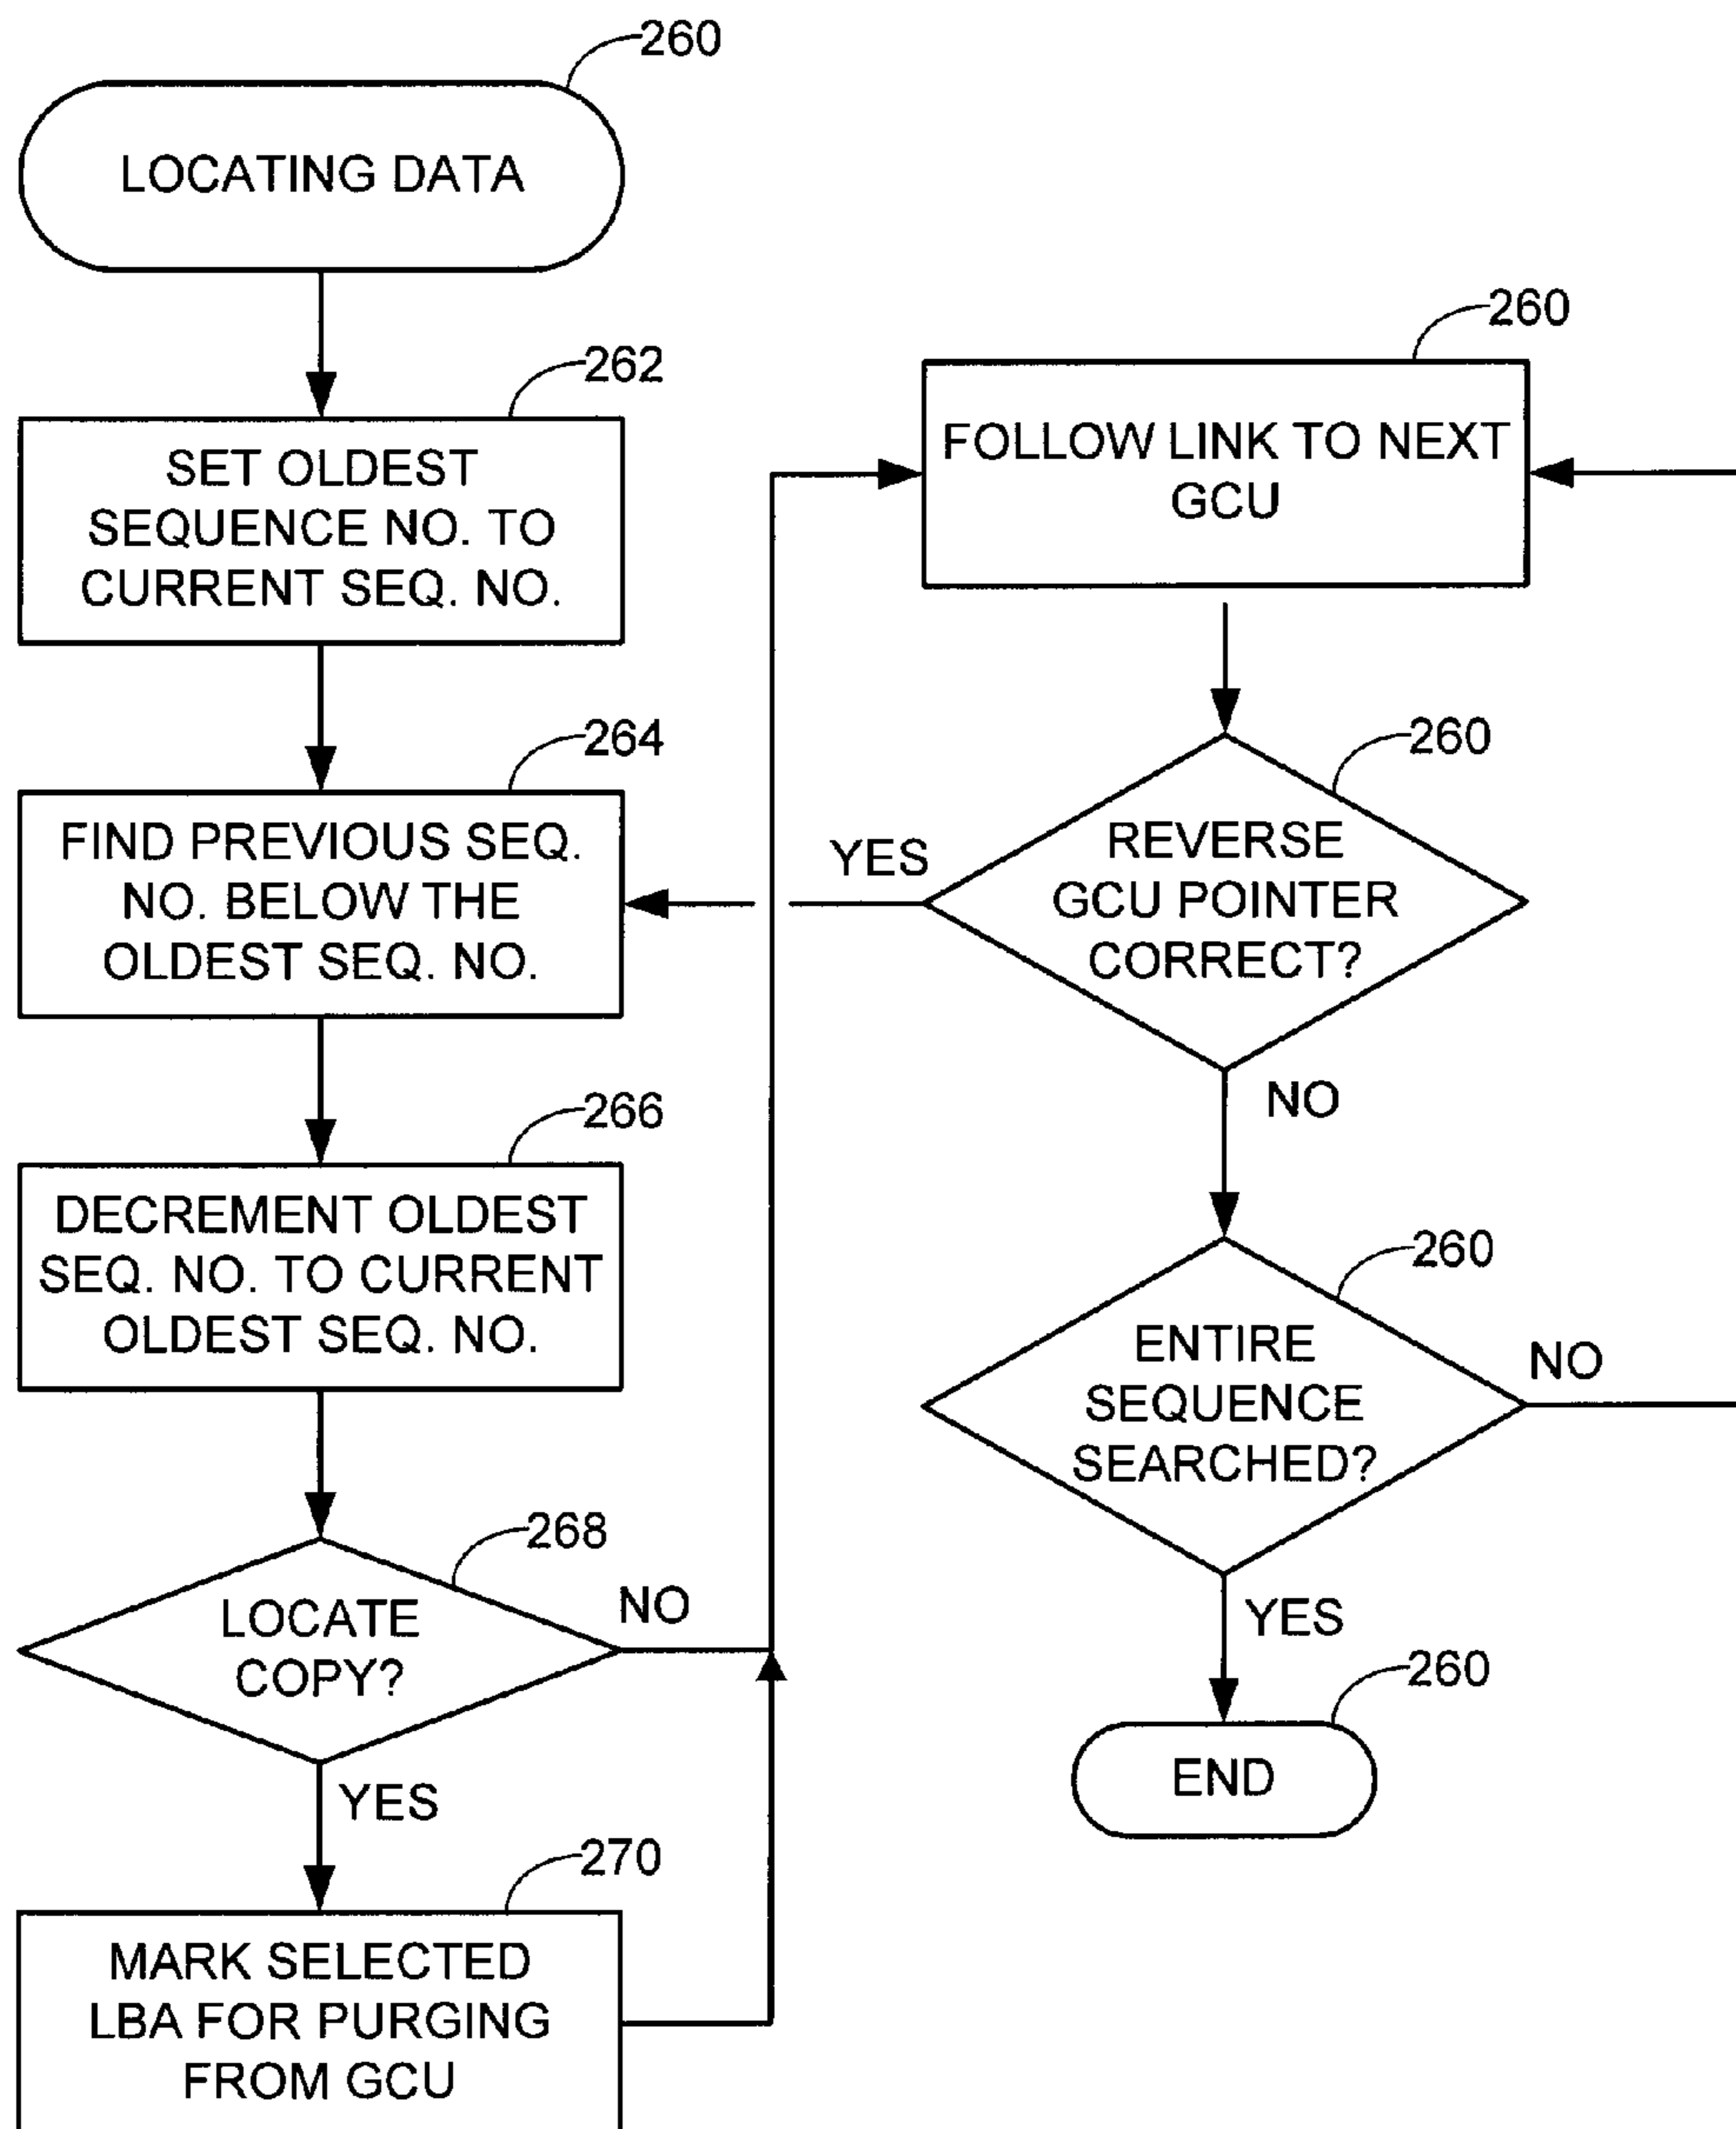 260
LOCATING DATA
262
SET OLDEST
SEQUENCE NO. TO
CURRENT SEQ. NO.
264
FIND PREVIOUS SEQ.
NO. BELOW THE
OLDEST SEQ. NO.
266
DECREMENT OLDEST
SEQ. NO. TO CURRENT
OLDEST SEQ. NO.
268
LOCATE
COPY?
NO
YES
270
MARK SELECTED
LBA FOR PURGING
FROM GCU
260
FOLLOW LINK TO NEXT
GCU
260
REVERSE
GCU POINTER
CORRECT?
YES
NO
260
ENTIRE
SEQUENCE
SEARCHED?
NO
YES
260
END